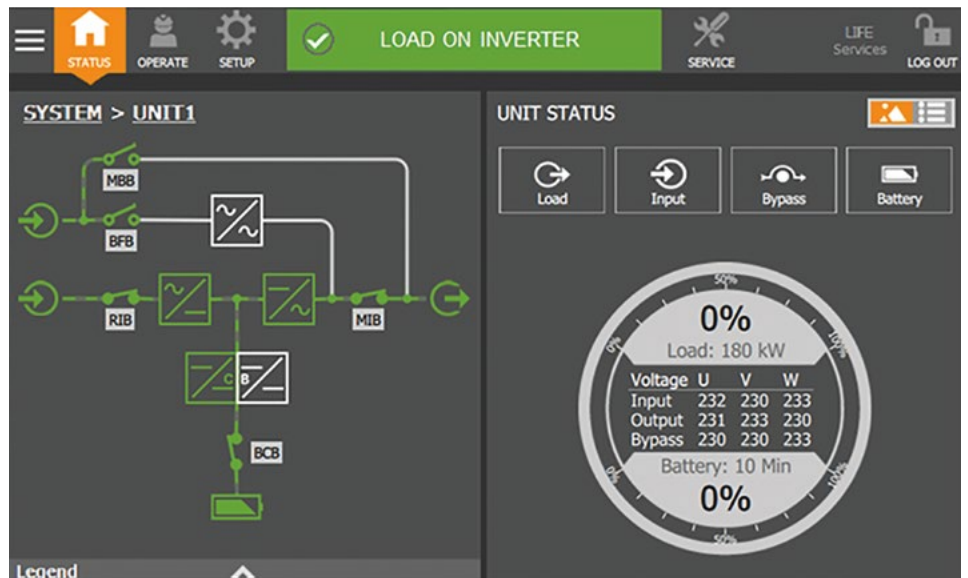 STATUS
OPERATE
SETUP
LOAD ON INVERTER
SERVICE
LIFE
Services
LOG OUT
SYSTEM > UNIT1
MBB
BFB
RIB
MIB
C
B
BCB
Legend
UNIT STATUS
Load
Input
Bypass
Battery
50%
0%
100%
0%
Load: 180 kW
Voltage U V W
Input 232 230 233
Output 231 233 230
Bypass 230 230 233
Battery: 10 Min
0%
0%
100%
50%